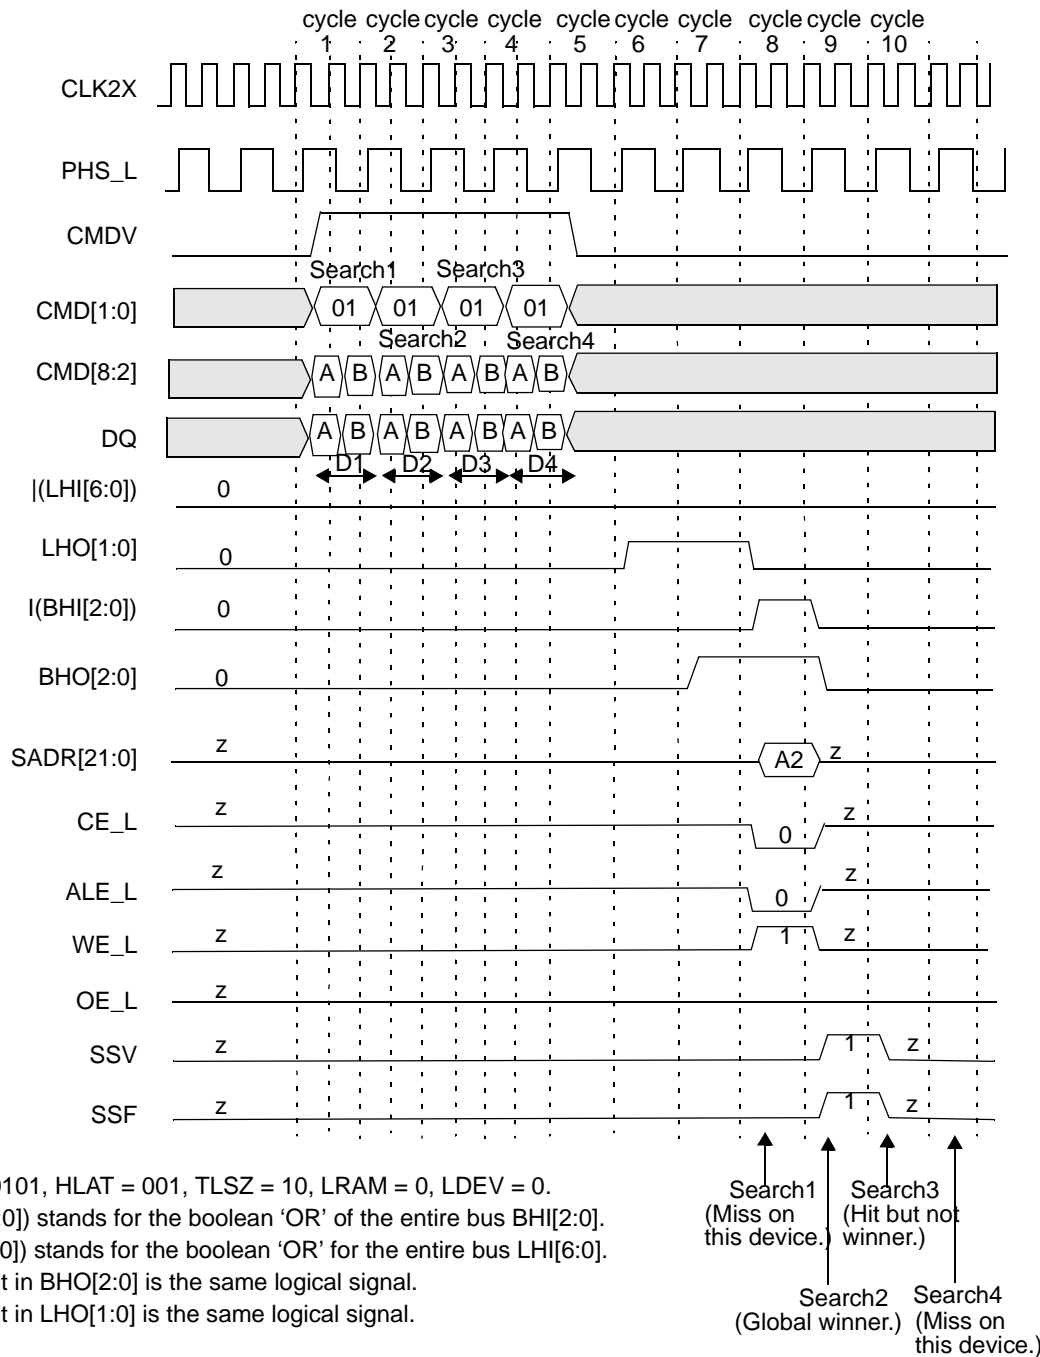 cycle cycle cycle cycle cycle cycle cycle cycle cycle cycle
1 2 3 4 5 6 7 8 9 10
CLK2X
PHS_L
CMDV
Search1 Search3
CMD[1:0] 01 01 01 01
Search2 Search4
CMD[8:2] A B A B A B A B
DQ A B A B A B A B
D1 D2 D3 D4
|(LHI[6:0]) 0
LHO[1:0] 0
I(BHI[2:0]) 0
BHO[2:0] 0
SADR[21:0] z A2 z
CE_L z 0 z
ALE_L z 0 z
WE_L z 1 z
OE_L z
SSV z 1 z
SSF z 1 z
0101, HLAT = 001, TLSZ = 10, LRAM = 0, LDEV = 0.
:0]) stands for the boolean ‘OR’ of the entire bus BHI[2:0].
0]) stands for the boolean ‘OR’ for the entire bus LHI[6:0].
t in BHO[2:0] is the same logical signal.
t in LHO[1:0] is the same logical signal.
Search1
(Miss on
this device.)
Search3
(Hit but not
winner.)
Search2
(Global winner.)
Search4
(Miss on
this device.)